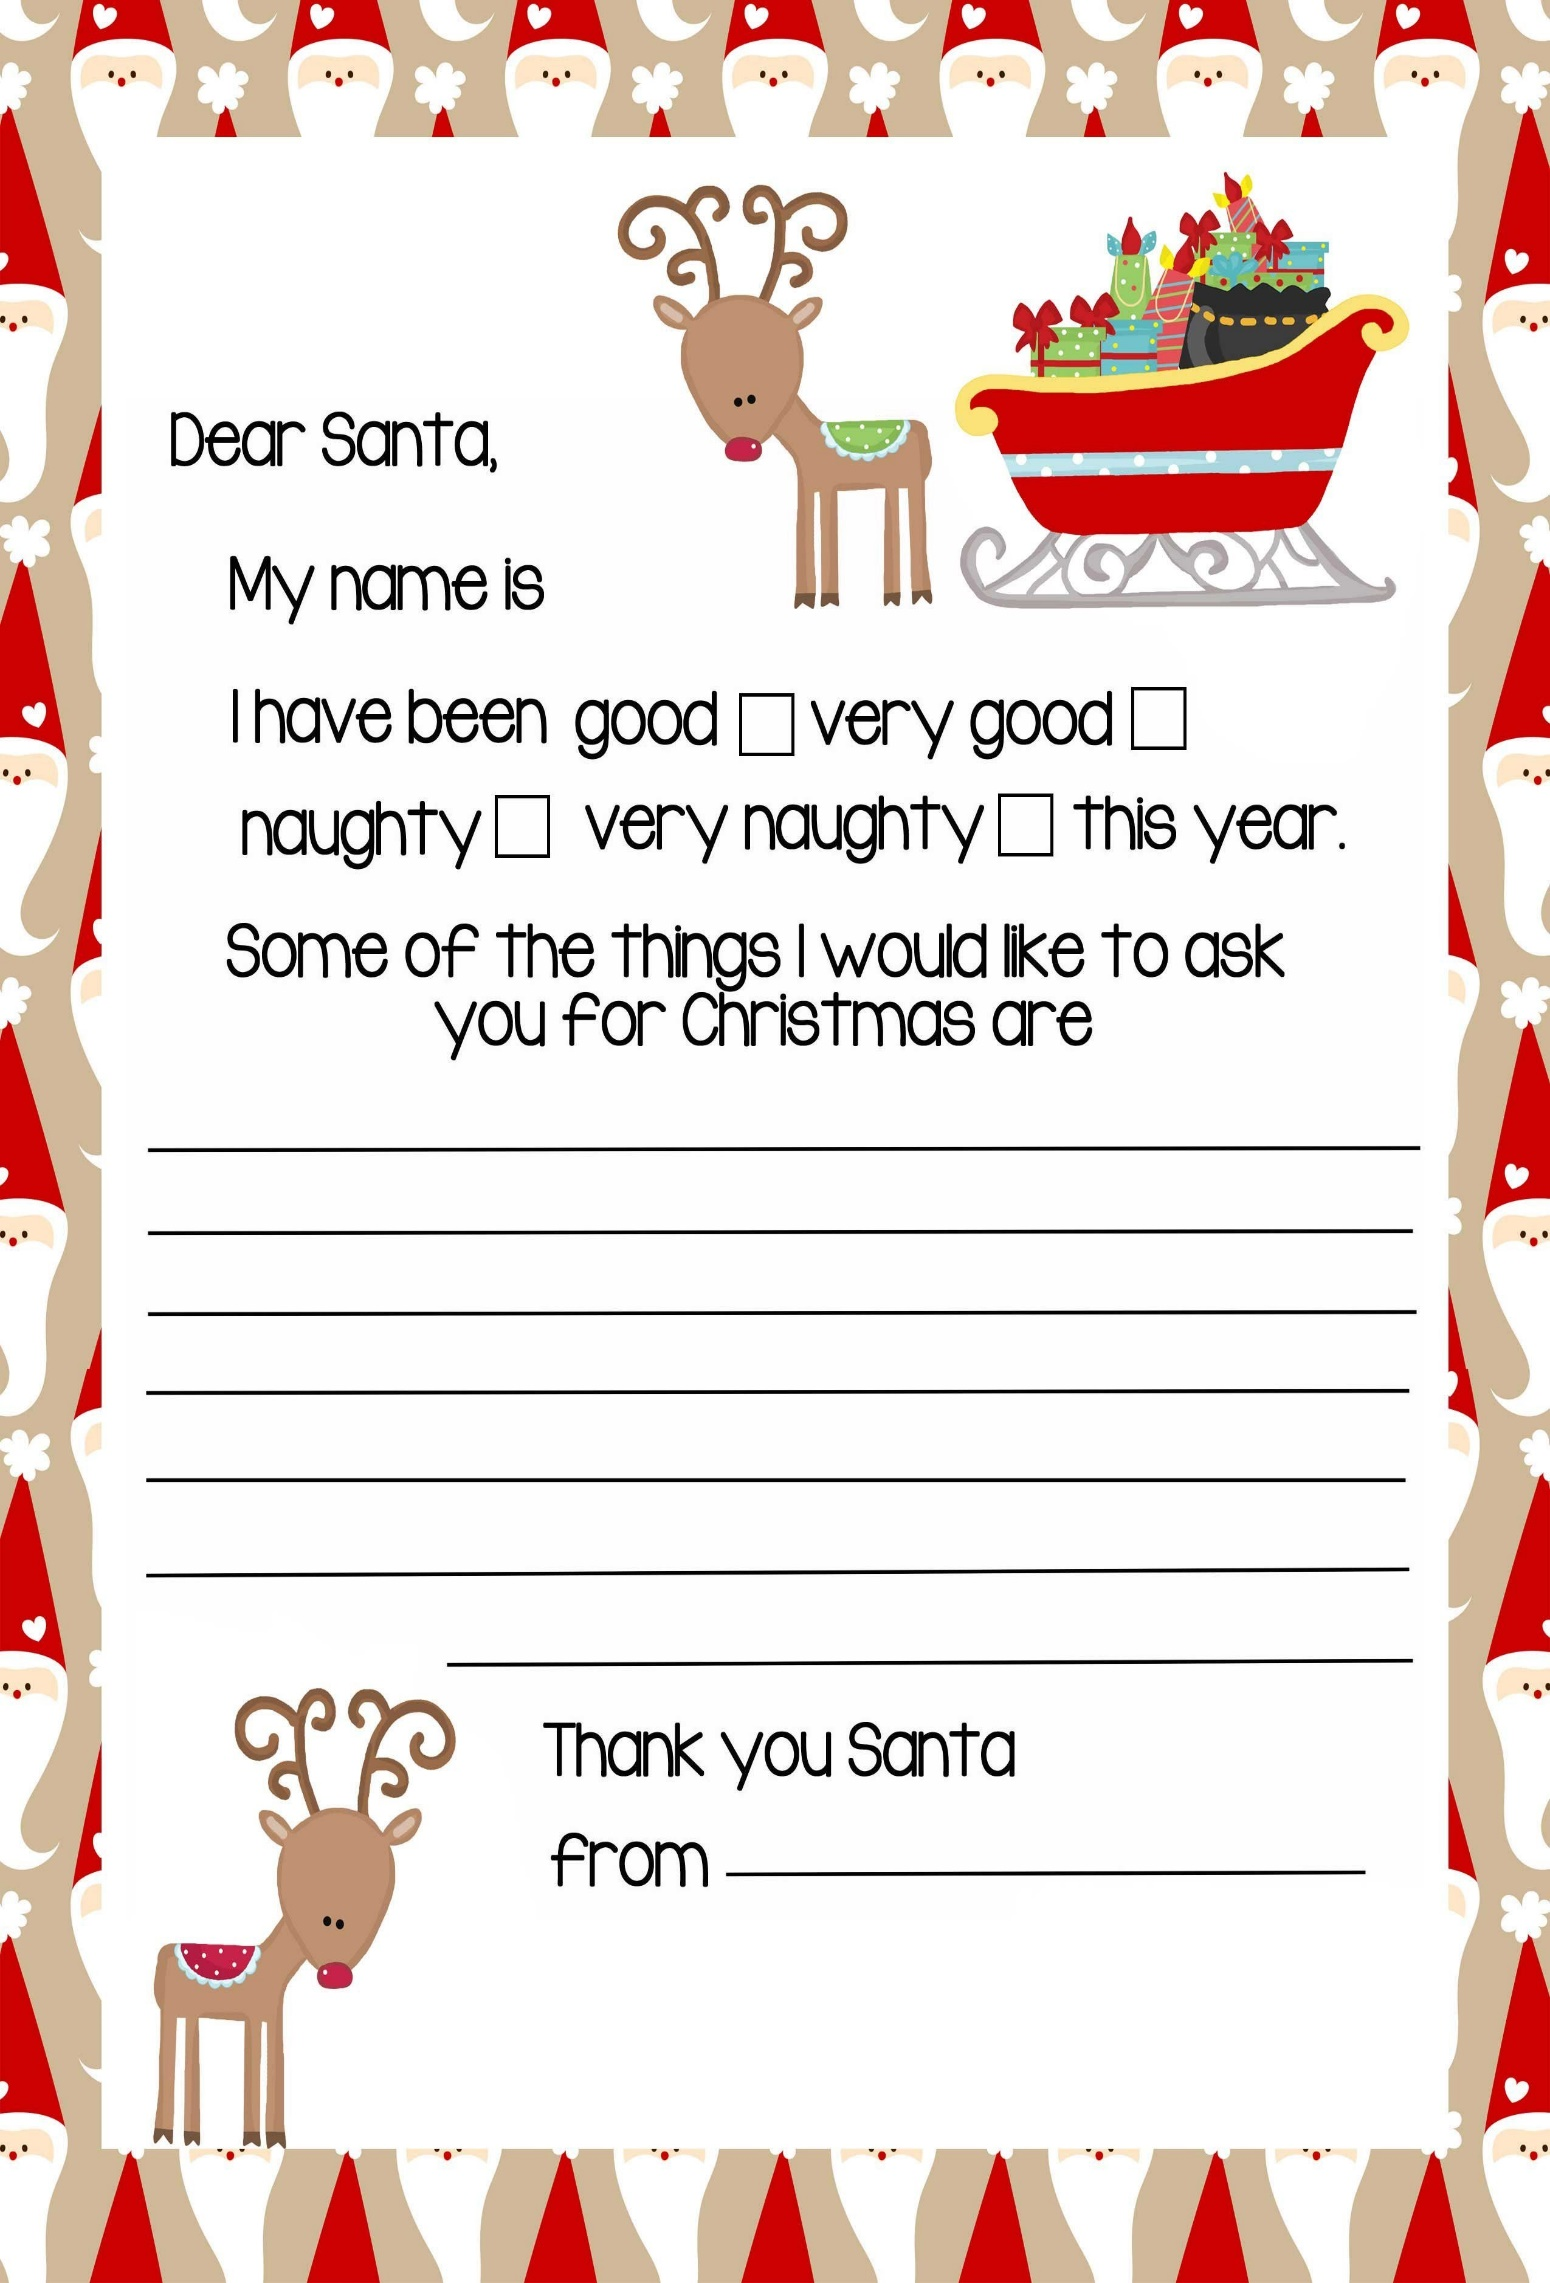 Dear Santa,
My name is
I have been good very good
naughty very naughty this year.
Some of the things I would like to ask
you for Christmas are
Thank you Santa
from